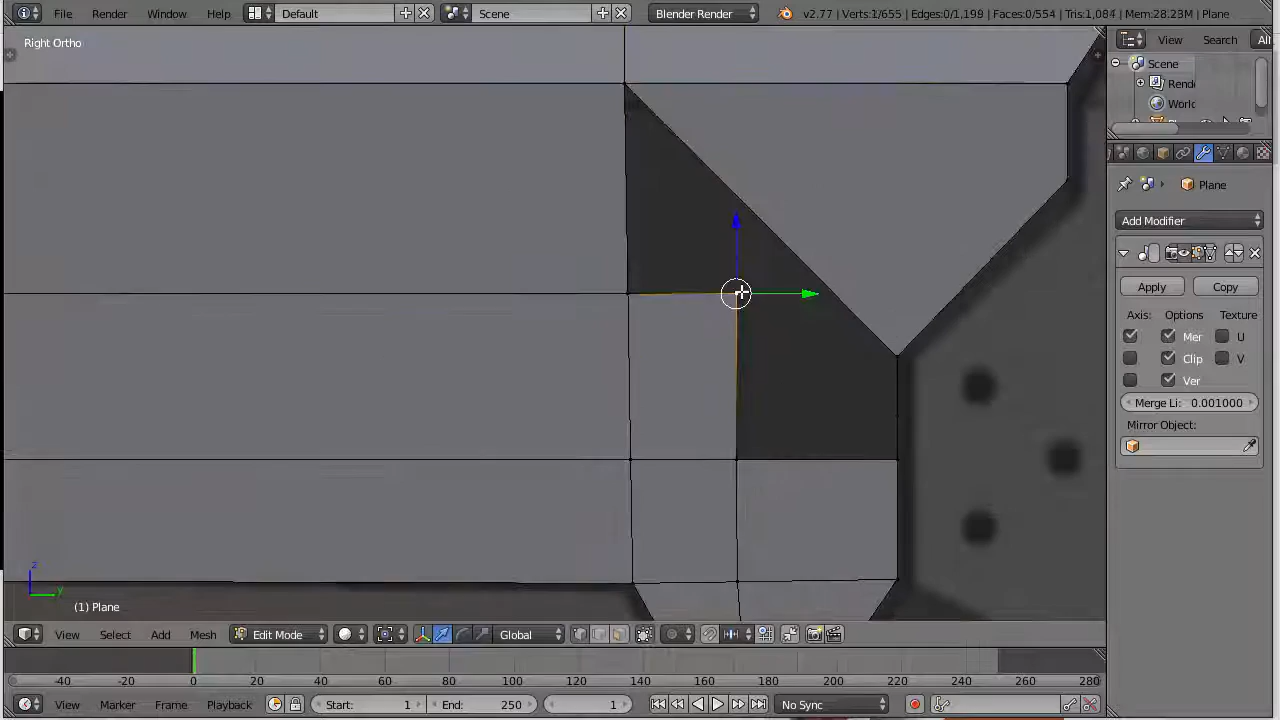 File Render Window Help Default Scene Blender Render v2.77 | Verts:1/655 | Edges:0/1,198 | Faces:0/554 | Tris:1,084 | Mem:28.23M | Plane
Right Ortho
View Search All
Scene
Rende
World
Plane
Add Modifier
Apply Copy
Axis: Options Texture
Mer U
Clip V
Ver
Merge Li: 0.001000
Mirror Object:
z
y
(1) Plane
View Select Add Mesh Edit Mode Global
-40 -20 0 20 40 60 80 100 120 140 160 180 200 220 240 260 280
View Marker Frame Playback Start: 1 End: 250 1 No Sync